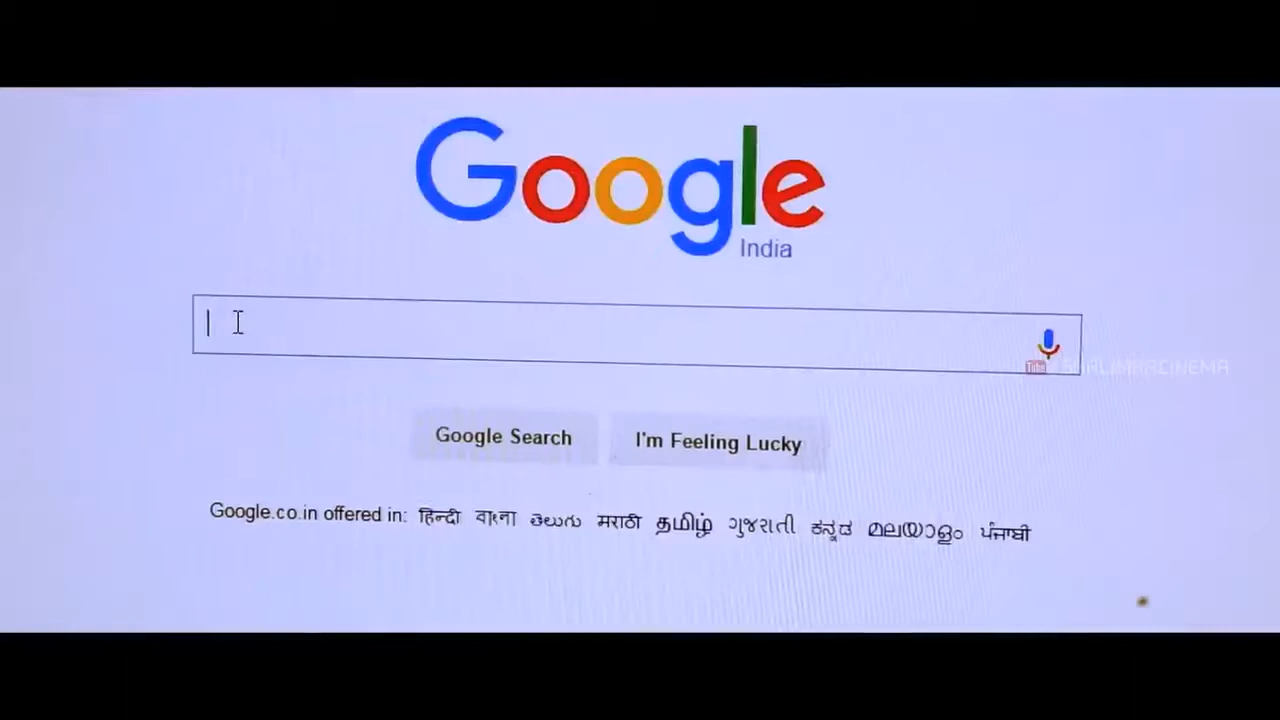 Google
India
Google Search
I'm Feeling Lucky
Google.co.in offered in: हिन्दी বাংলা తెలుగు मराठी தமிழ் ગુજરાતી ಕನ್ನಡ മലയാളം ਪੰਜਾਬੀ